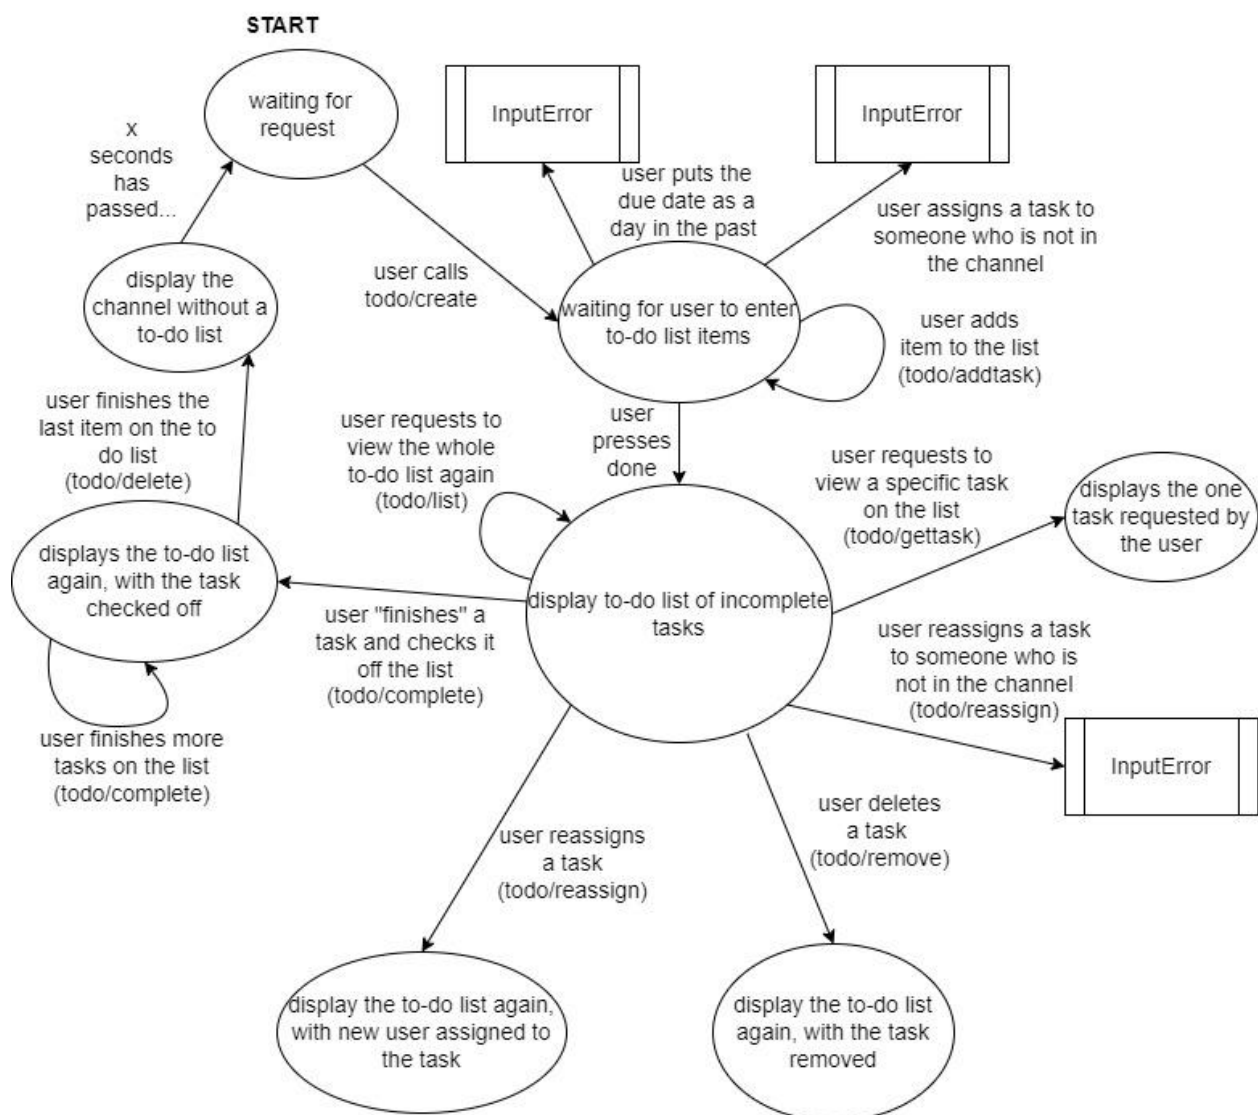 START
waiting for
request
InputError
InputError
x
seconds
has
passed...
user puts the
due date as a
day in the past
user assigns a task to
someone who is not in
the channel
display the
channel without a
to-do list
user calls
todo/create
waiting for user to enter
to-do list items
user adds
item to the list
(todo/addtask)
user finishes the
last item on the to
do list
(todo/delete)
user requests to
view the whole
to-do list again
(todo/list)
user
presses
done
user requests to
view a specific task
on the list
(todo/gettask)
displays the one
task requested by
the user
displays the to-do list
again, with the task
checked off
display to-do list of incomplete
tasks
user "finishes" a
task and checks it
off the list
(todo/complete)
user reassigns a task
to someone who is
not in the channel
(todo/reassign)
user finishes more
tasks on the list
(todo/complete)
InputError
user reassigns
a task
(todo/reassign)
user deletes
a task
(todo/remove)
display the to-do list again,
with new user assigned to
the task
display the to-do list
again, with the task
removed